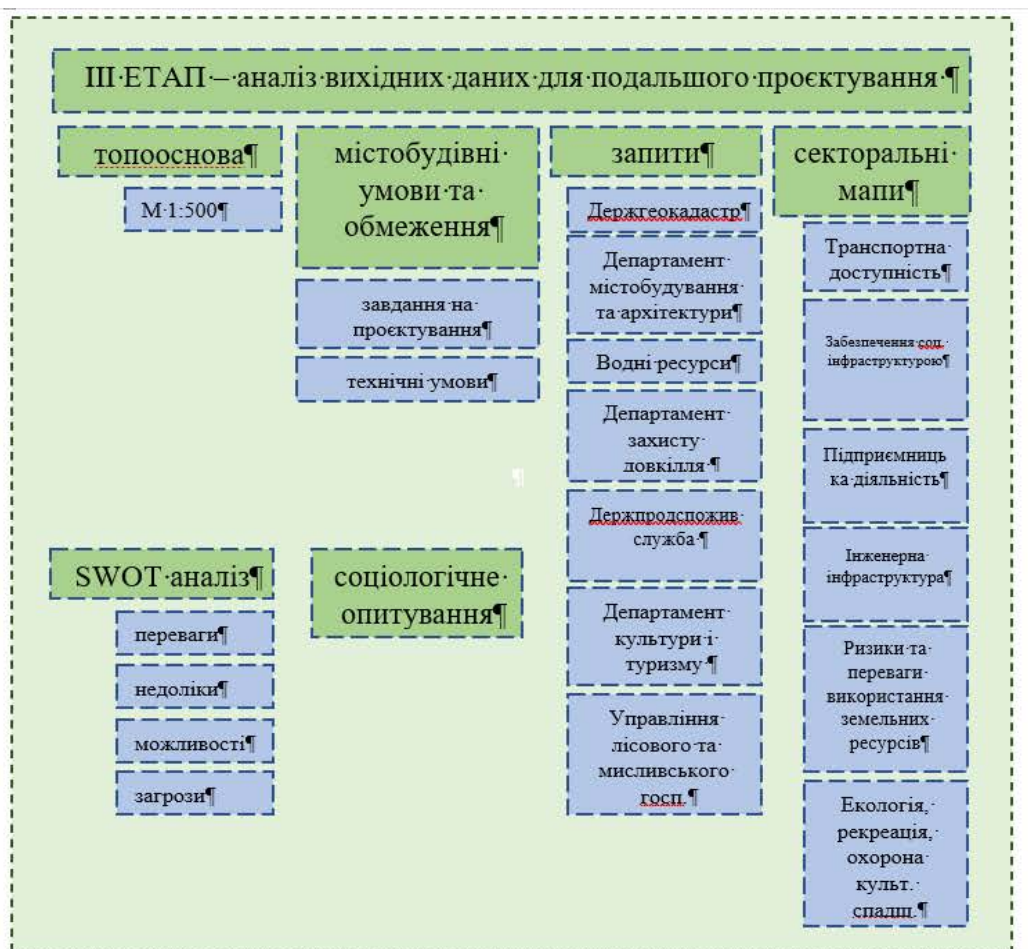 ІІІ ЕТАП – аналіз вихідних даних для подальшого проєктування ¶
топооснова¶
М 1:500¶
містобудівні
умови та
обмеження¶
завдання на
проєктування¶
технічні умови¶
запити¶
Держгеокадастр¶
Департамент
містобудування
та архітектури¶
Водні ресурси¶
Департамент
захисту
довкілля ¶
Держпродспожив
служба ¶
Департамент
культури і
туризму ¶
Управління
лісового та
мисливського
госп. ¶
секторальні
мапи¶
Транспортна
доступність¶
Забезпечення соц.
інфраструктурою¶
Підприємниць
ка діяльність¶
Інженерна
інфраструктура¶
Ризики та
переваги
використання
земельних
ресурсів¶
Екологія,
рекреація,
охорона
культ.
спадщ.¶
¶
SWOT аналіз¶
переваги¶
недоліки¶
можливості¶
загрози¶
соціологічне
опитування¶